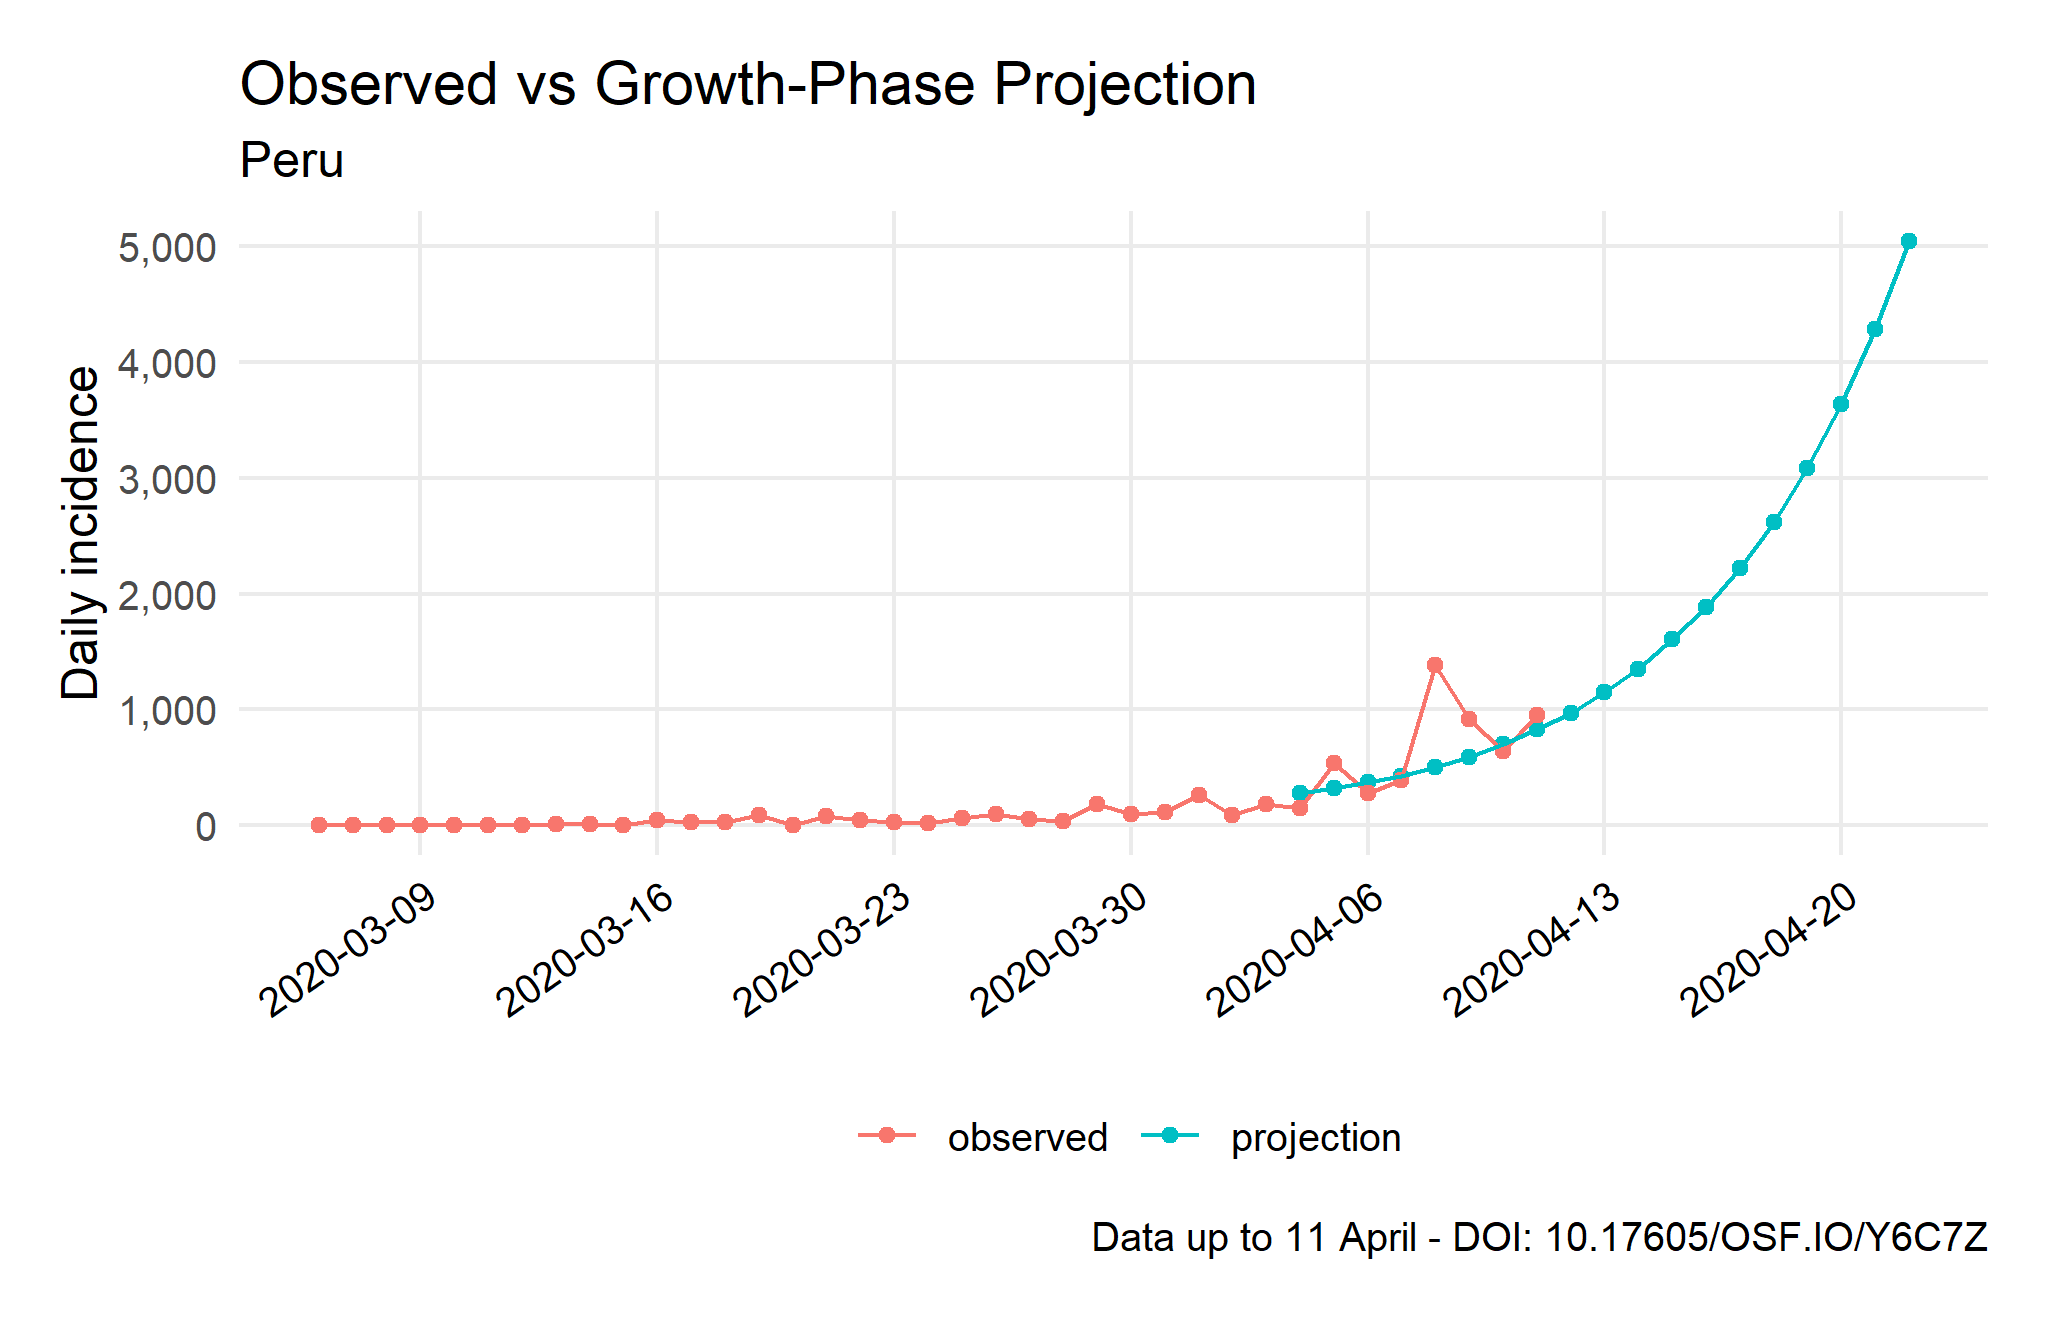 Observed vs Growth-Phase Projection
Peru
Daily incidence
5,000
4,000
3,000
2,000
1,000
0
2020-03-09
2020-03-16
2020-03-23
2020-03-30
2020-04-06
2020-04-13
2020-04-20
observed
projection
Data up to 11 April - DOI: 10.17605/OSF.IO/Y6C7Z